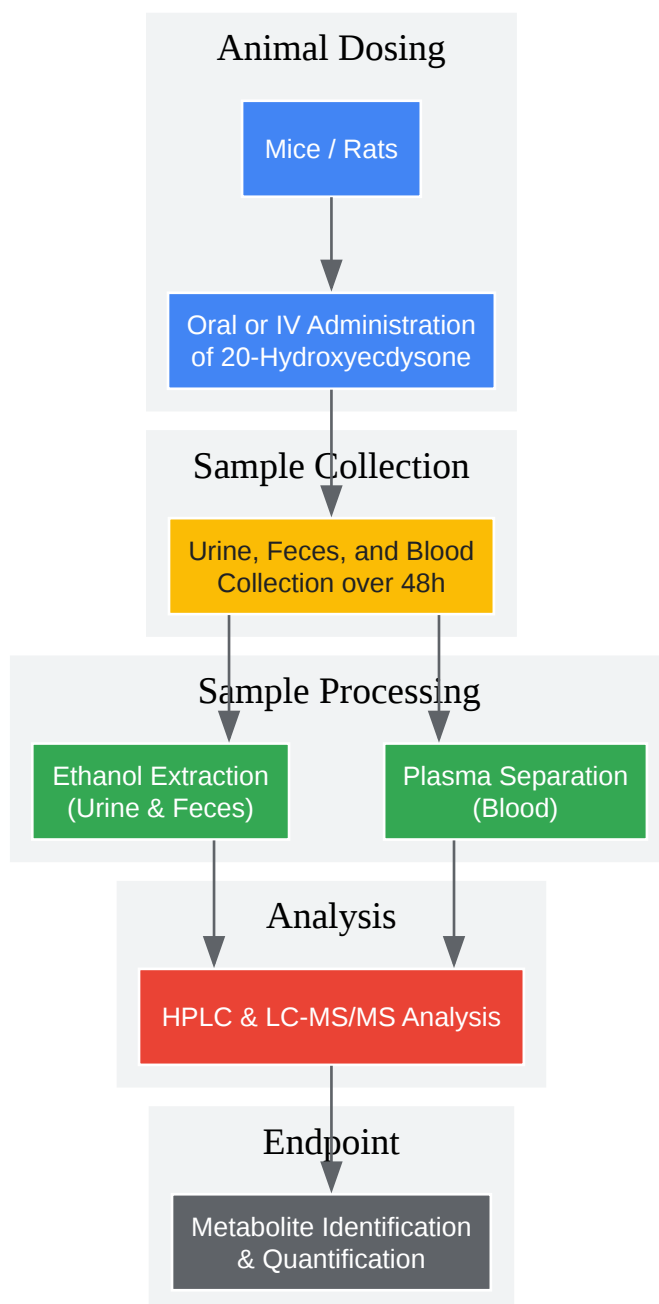 Animal Dosing
Mice / Rats
Oral or IV Administration
of 20-Hydroxyecdysone
Sample Collection
Urine, Feces, and Blood
Collection over 48h
Sample Processing
Ethanol Extraction
(Urine & Feces)
Plasma Separation
(Blood)
Analysis
HPLC & LC-MS/MS Analysis
Endpoint
Metabolite Identification
& Quantification